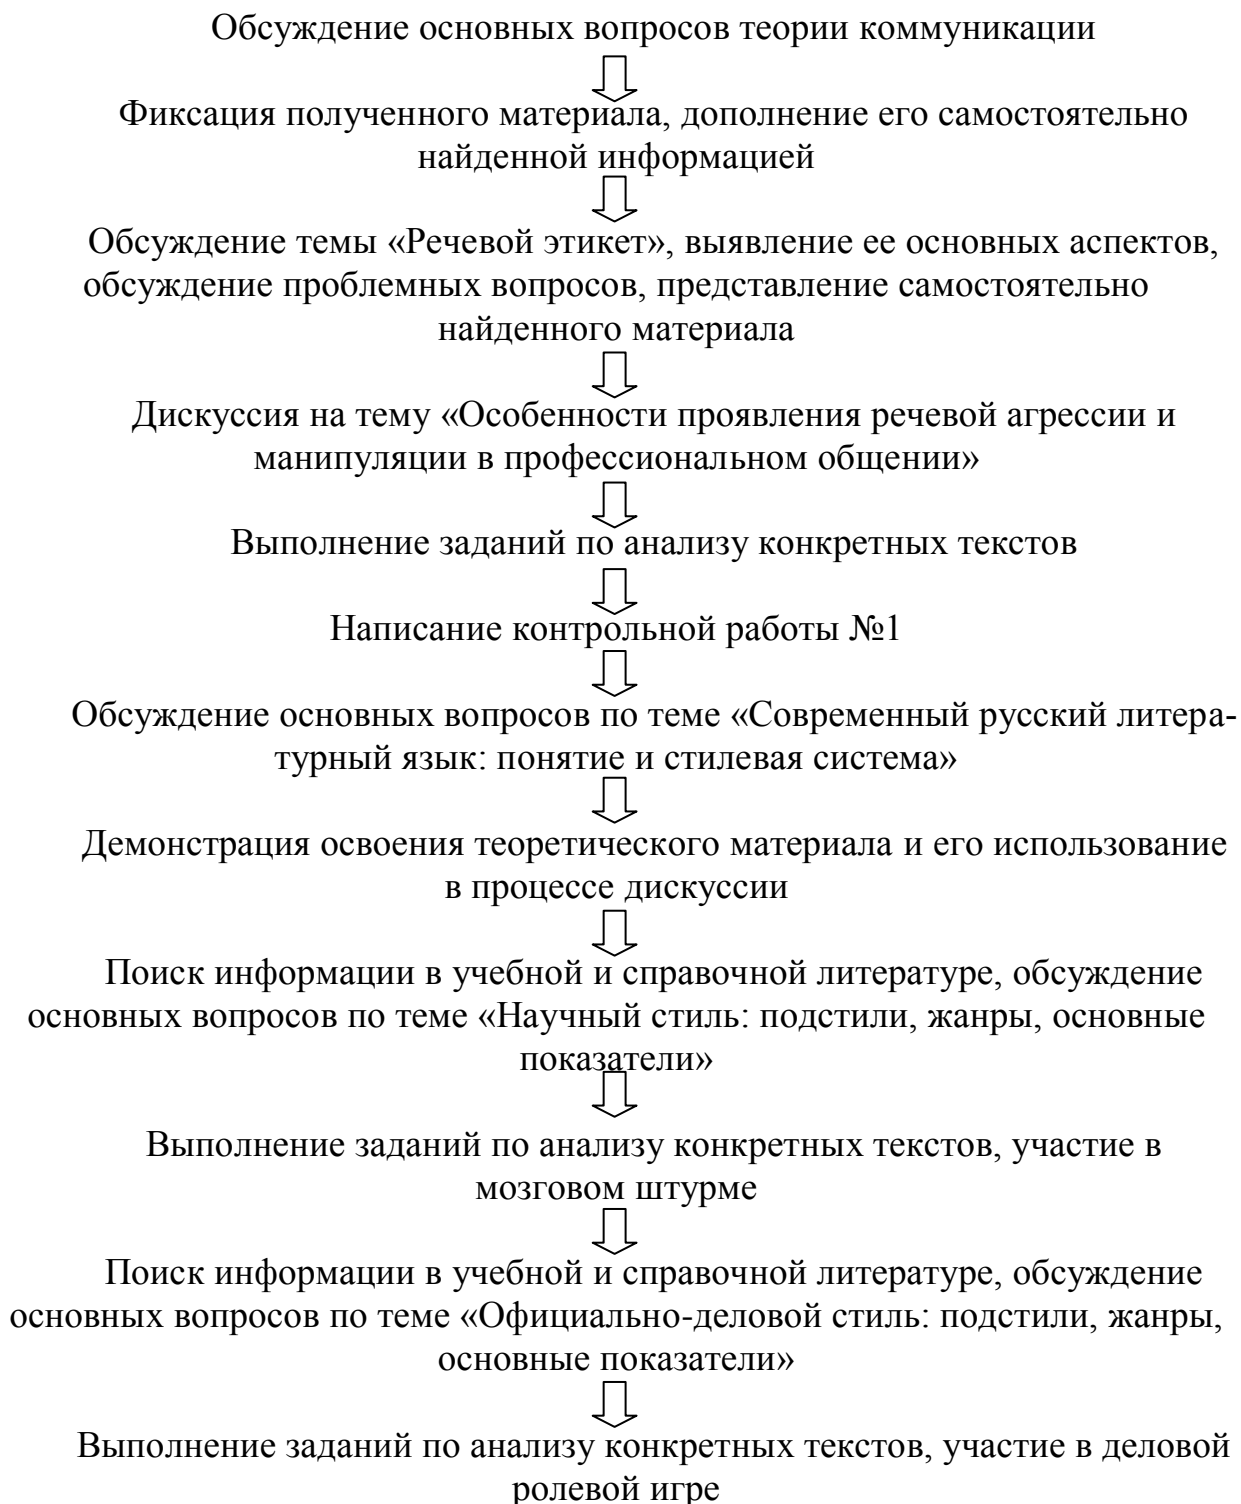 Обсуждение основных вопросов теории коммуникации
Фиксация полученного материала, дополнение его самостоятельно
найденной информацией
Обсуждение темы «Речевой этикет», выявление ее основных аспектов,
обсуждение проблемных вопросов, представление самостоятельно
найденного материала
Дискуссия на тему «Особенности проявления речевой агрессии и
манипуляции в профессиональном общении»
Выполнение заданий по анализу конкретных текстов
Написание контрольной работы №1
Обсуждение основных вопросов по теме «Современный русский литера-
турный язык: понятие и стилевая система»
Демонстрация освоения теоретического материала и его использование
в процессе дискуссии
Поиск информации в учебной и справочной литературе, обсуждение
основных вопросов по теме «Научный стиль: подстили, жанры, основные
показатели»
Выполнение заданий по анализу конкретных текстов, участие в
мозговом штурме
Поиск информации в учебной и справочной литературе, обсуждение
основных вопросов по теме «Официально-деловой стиль: подстили, жанры,
основные показатели»
Выполнение заданий по анализу конкретных текстов, участие в деловой
ролевой игре